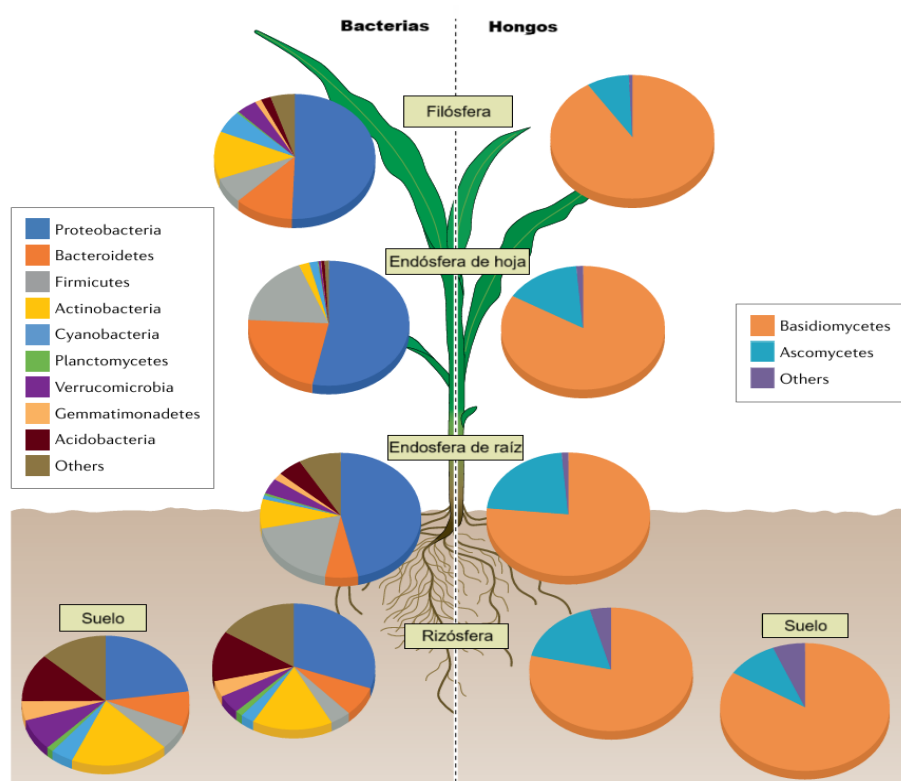 Bacterias
Hongos
Filósfera
Proteobacteria
Bacteroidetes
Firmicutes
Actinobacteria
Cyanobacteria
Planctomycetes
Verrucomicrobia
Gemmatimonadetes
Acidobacteria
Others
Endósfera de hoja
Basidiomycetes
Ascomycetes
Others
Endosfera de raíz
Suelo
Rizósfera
Suelo